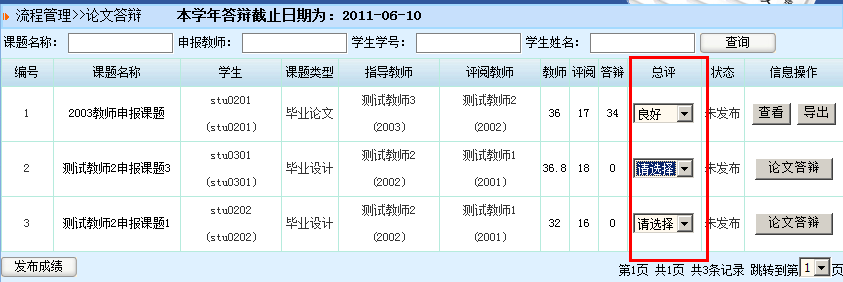 流程管理>>论文答辩 本学年答辩截止日期为：2011-06-10
课题名称： 申报教师： 学生学号： 学生姓名： 查询
编号 课题名称 学生 课题类型 指导教师 评阅教师 教师 评阅 答辩 总评 状态 信息操作
1 2003教师申报课题 stu0201 (stu0201) 毕业论文 测试教师3 (2003) 测试教师2 (2002) 36 17 34 良好 未发布 查看 导出
2 测试教师2申报课题3 stu0301 (stu0301) 毕业设计 测试教师2 (2002) 测试教师1 (2001) 36.8 18 0 请选择 未发布 论文答辩
3 测试教师2申报课题1 stu0202 (stu0202) 毕业设计 测试教师2 (2002) 测试教师1 (2001) 32 16 0 请选择 未发布 论文答辩
发布成绩 第1页 共1页 共3条记录 跳转到第1页